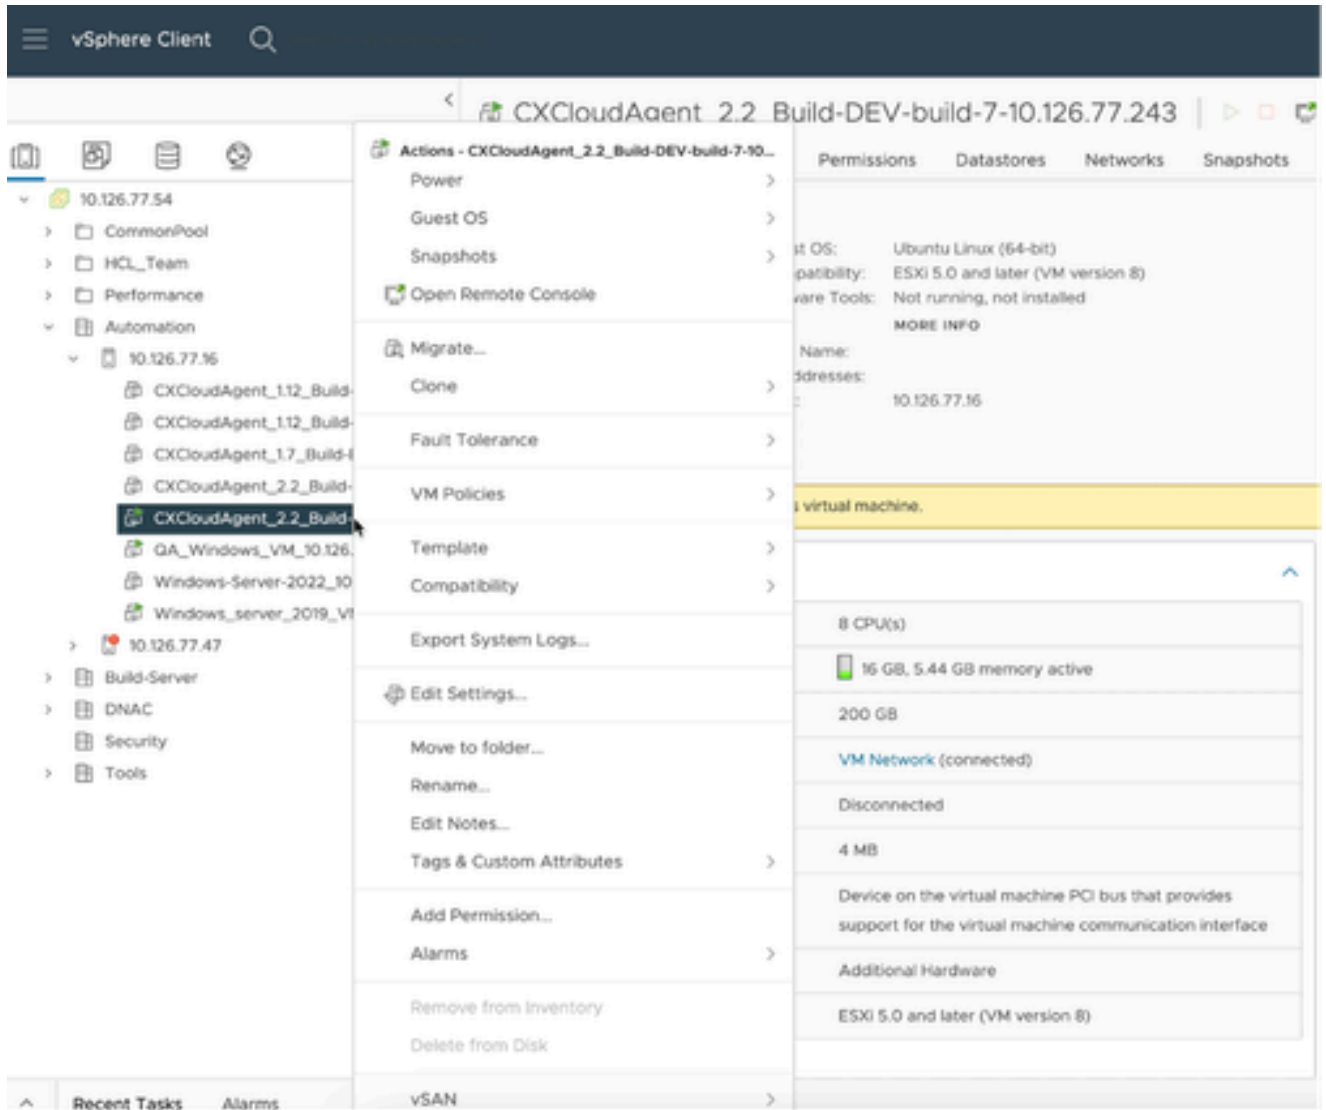 vSphere Client
CXCloudAgent_2.2_Build-DEV-build-7-10.126.77.243
Actions - CXCloudAgent_2.2_Build-DEV-build-7-10...
Permissions Datastores Networks Snapshots
10.126.77.54
CommonPool
HCL_Team
Performance
Automation
10.126.77.16
CXCloudAgent_1.12_Build-
CXCloudAgent_1.12_Build-
CXCloudAgent_1.7_Build-
CXCloudAgent_2.2_Build-
CXCloudAgent_2.2_Build-
QA_Windows_VM_10.126.
Windows-Server-2022_10
Windows_server_2019_VM
10.126.77.47
Build-Server
DNAC
Security
Tools
Power
Guest OS
Snapshots
Open Remote Console
Migrate...
Clone
Fault Tolerance
VM Policies
Template
Compatibility
Export System Logs...
Edit Settings...
Move to folder...
Rename...
Edit Notes...
Tags & Custom Attributes
Add Permission...
Alarms
Remove from Inventory
Delete from Disk
vSAN
st OS: Ubuntu Linux (64-bit)
patibility: ESXi 5.0 and later (VM version 8)
vare Tools: Not running, not installed
MORE INFO
Name:
ddresses:
: 10.126.77.16
s virtual machine.
8 CPU(s)
16 GB, 5.44 GB memory active
200 GB
VM Network (connected)
Disconnected
4 MB
Device on the virtual machine PCI bus that provides
support for the virtual machine communication interface
Additional Hardware
ESXi 5.0 and later (VM version 8)
Recent Tasks Alarms